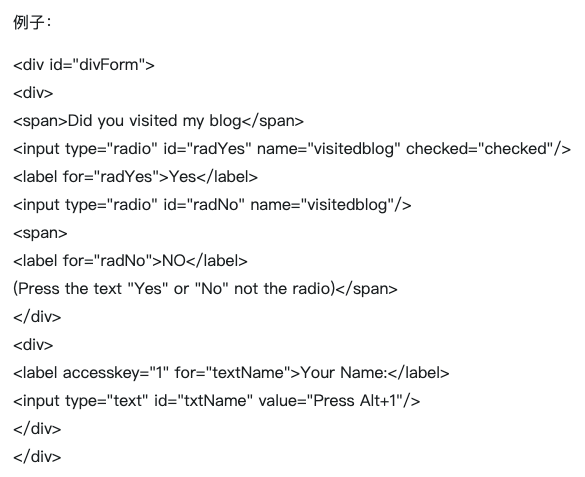 例子：
<div id="divForm">
<div>
<span>Did you visited my blog</span>
<input type="radio" id="radYes" name="visitedblog" checked="checked"/>
<label for="radYes">Yes</label>
<input type="radio" id="radNo" name="visitedblog"/>
<span>
<label for="radNo">NO</label>
(Press the text "Yes" or "No" not the radio)</span>
</div>
<div>
<label accesskey="1" for="textName">Your Name:</label>
<input type="text" id="txtName" value="Press Alt+1"/>
</div>
</div>